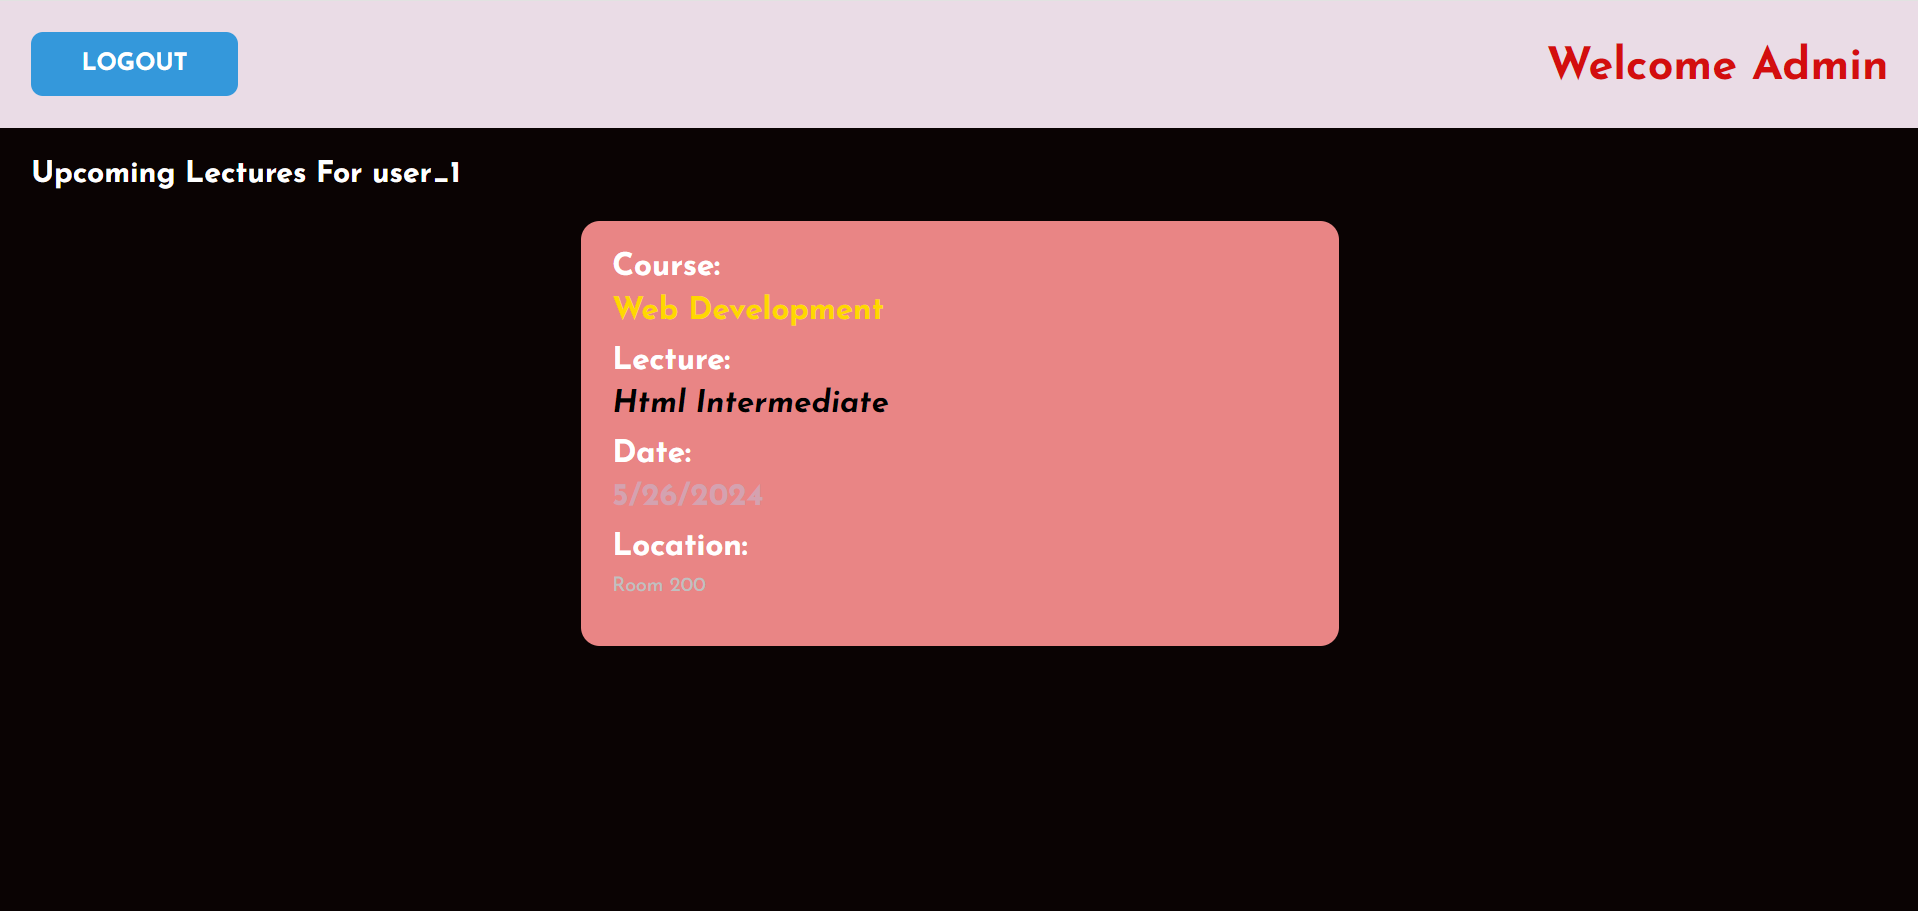 LOGOUT
Welcome Admin
Upcoming Lectures For user_1
Course:
Web Development
Lecture:
Html Intermediate
Date:
5/26/2024
Location:
Room 200